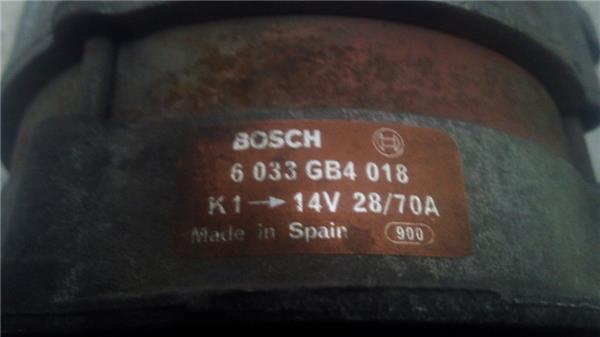 BOSCH
6 033 GB4 018
K1→ 14V 28/70A
Made in Spain 900